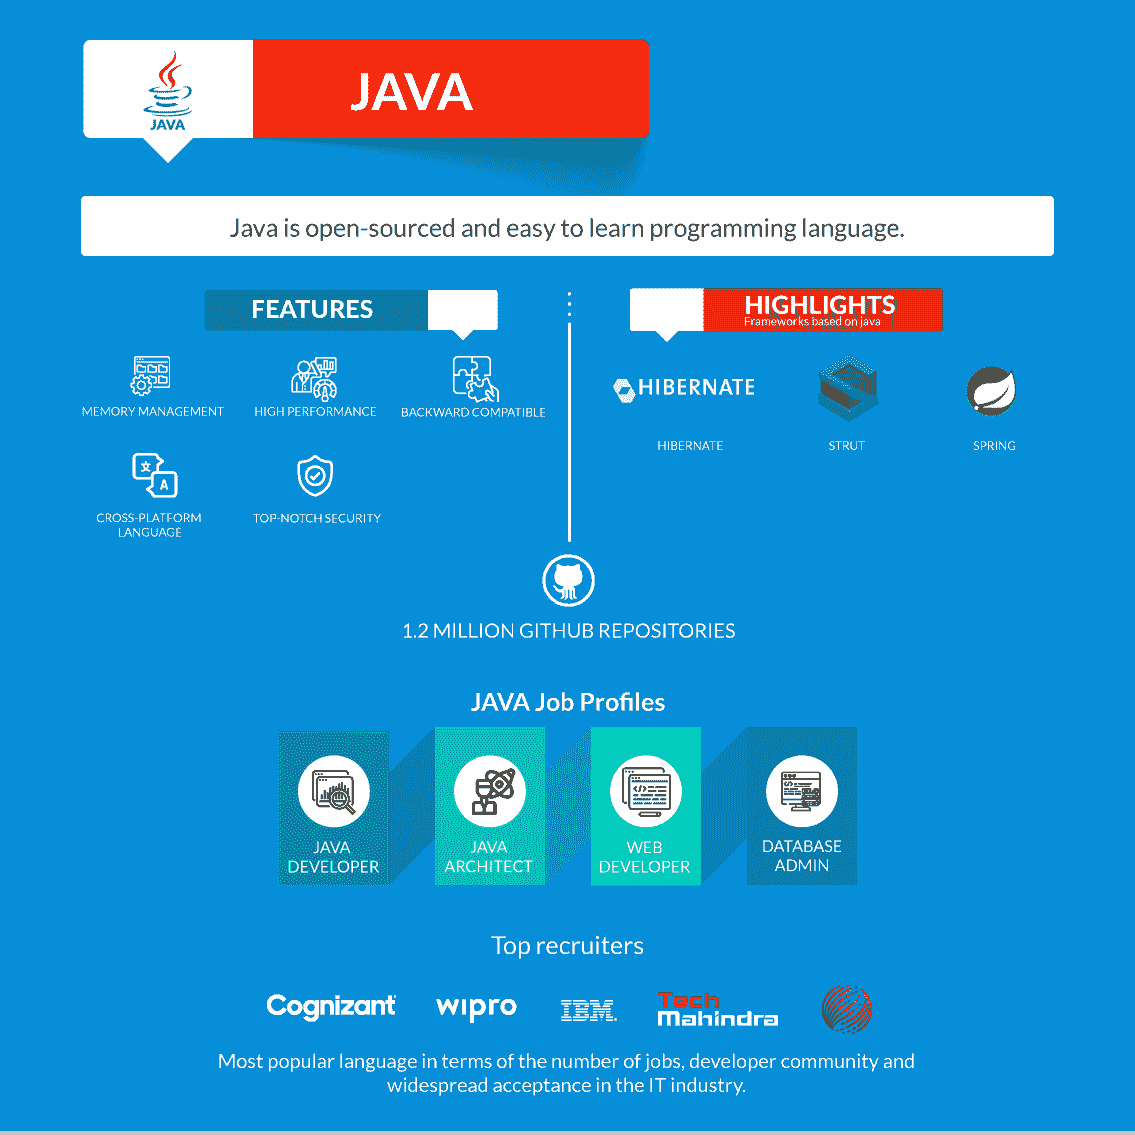 JAVA
JAVA
Java is open-sourced and easy to learn programming language.
FEATURES
MEMORY MANAGEMENT
HIGH PERFORMANCE
BACKWARD COMPATIBLE
CROSS-PLATFORM
LANGUAGE
TOP-NOTCH SECURITY
HIGHLIGHTS
Frameworks based on java
HIBERNATE
HIBERNATE
STRUT
SPRING
1.2 MILLION GITHUB REPOSITORIES
JAVA Job Profiles
JAVA
DEVELOPER
JAVA
ARCHITECT
WEB
DEVELOPER
DATABASE
ADMIN
Top recruiters
Cognizant
wipro
IBM.
Tech
Mahindra
Most popular language in terms of the number of jobs, developer community and
widespread acceptance in the IT industry.